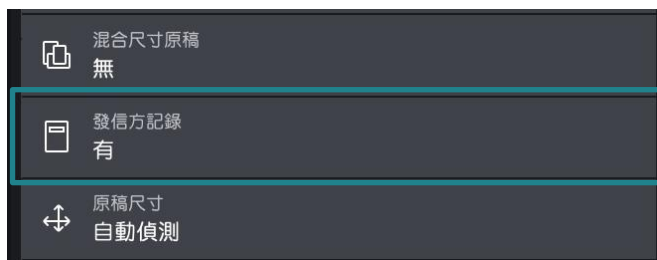 混合尺寸原稿
無
發信方記錄
有
原稿尺寸
自動偵測